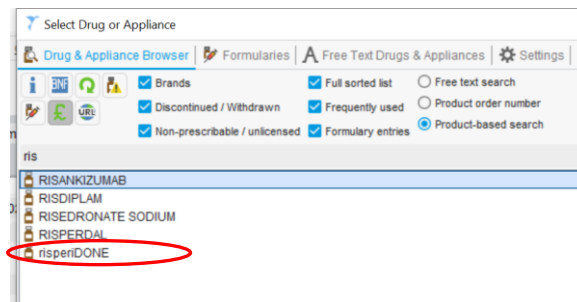 Select Drug or Appliance
Drug & Appliance Browser Formularies A Free Text Drugs & Appliances Settings
i BNF Brands Full sorted list Free text search
Discontinued / Withdrawn Frequently used Product order number
£ URL Non-prescribable / unlicensed Formulary entries Product-based search
ris
RISANKIZUMAB
RISDIPLAM
RISEDRONATE SODIUM
RISPERDAL
risperiDONE